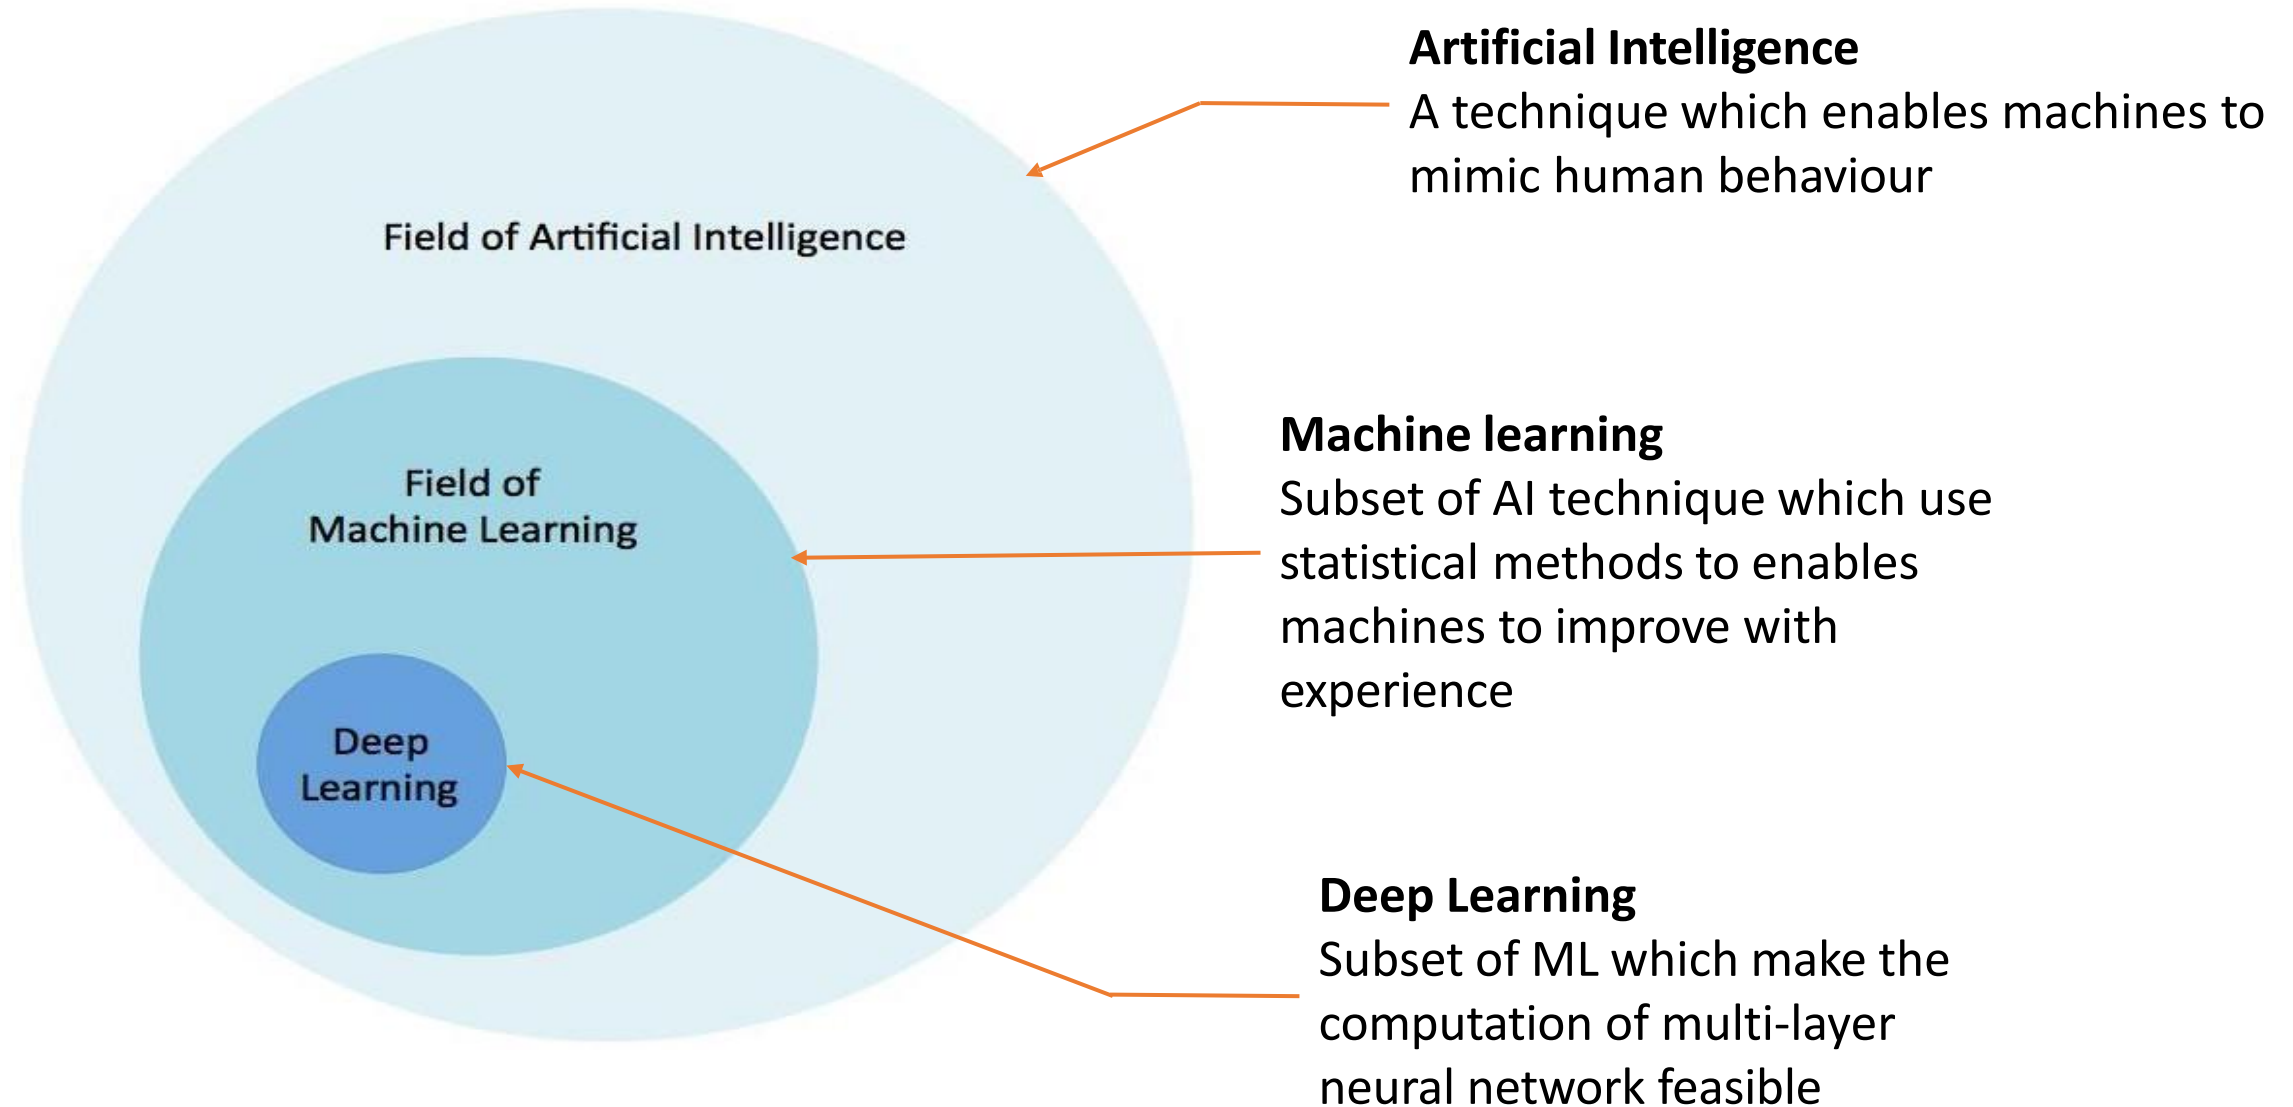 Artificial Intelligence
A technique which enables machines to
mimic human behaviour
Field of Artificial Intelligence
Machine learning
Subset of AI technique which use
statistical methods to enables
machines to improve with
experience
Field of
Machine Learning
Deep
Learning
Deep Learning
Subset of ML which make the
computation of multi-layer
neural network feasible